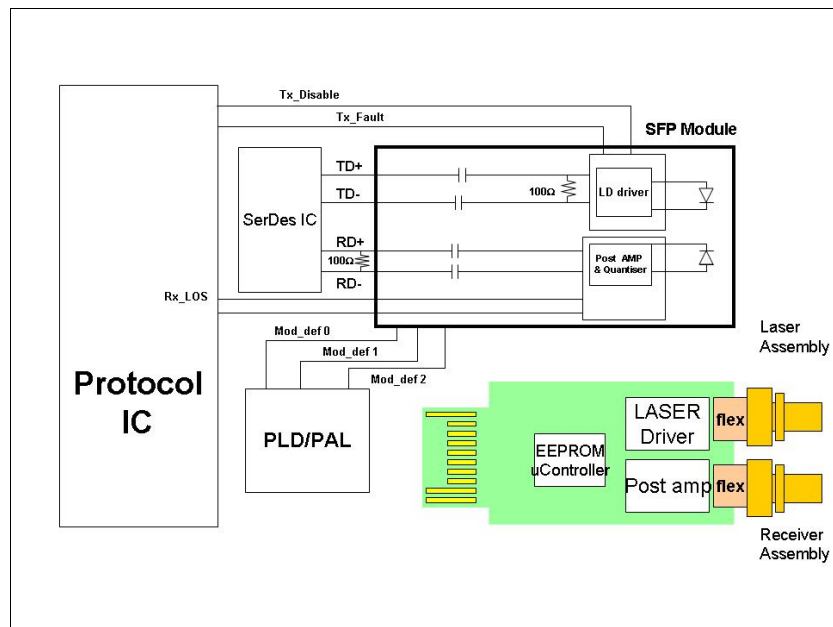 Tx_Disable
Tx_Fault
SFP Module
TD+
100Ω
LD driver
TD-
SerDes IC
RD+
100Ω
Post AMP
& Quantiser
RD-
Rx_LOS
Mod_def 0
Mod_def 1
Mod_def 2
Protocol
IC
PLD/PAL
Laser
Assembly
LASER
Driver
flex
EEPROM
uController
Post amp
flex
Receiver
Assembly